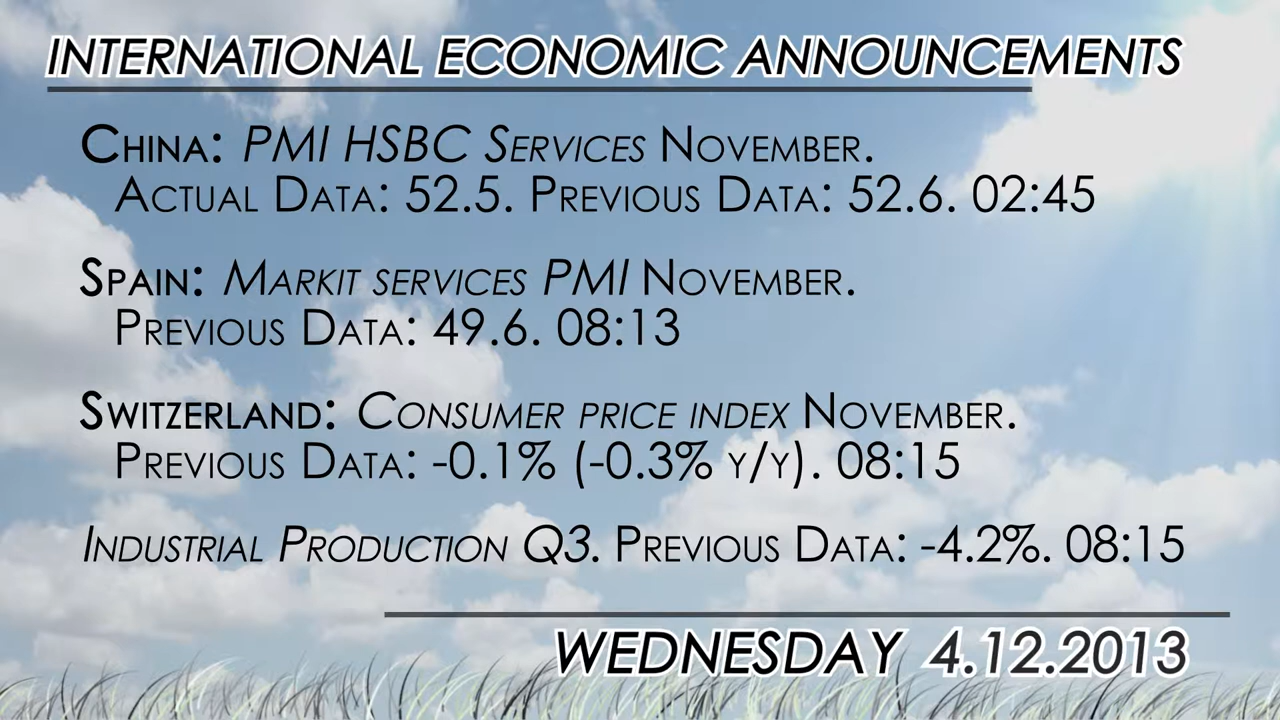 INTERNATIONAL ECONOMIC ANNOUNCEMENTS
China: PMI HSBC Services November.
Actual Data: 52.5. Previous Data: 52.6. 02:45
Spain: Markit services PMI November.
Previous Data: 49.6. 08:13
Switzerland: Consumer price index November.
Previous Data: -0.1% (-0.3% y/y). 08:15
Industrial Production Q3. Previous Data: -4.2%. 08:15
WEDNESDAY 4.12.2013